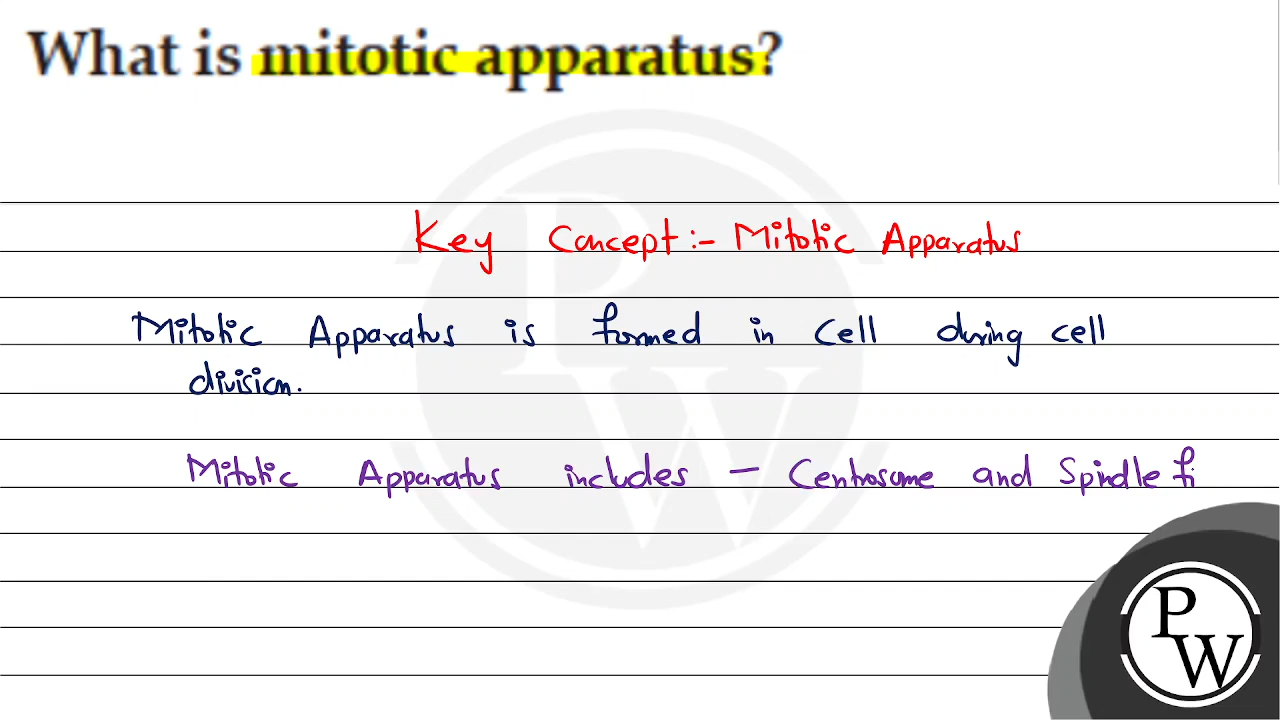 What is mitotic apparatus?
Key Concept :- Mitotic Apparatus
Mitotic Apparatus is formed in cell during cell
division.
Mitotic Apparatus includes - Centrosome and Spindle fi
P
W